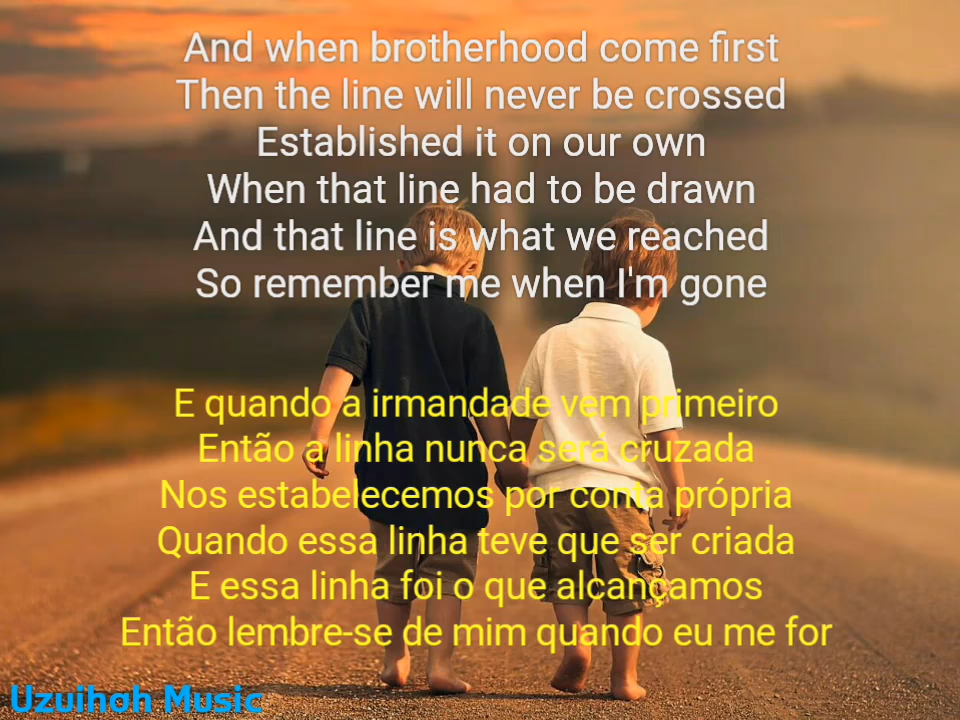 And when brotherhood come first
Then the line will never be crossed
Established it on our own
When that line had to be drawn
And that line is what we reached
So remember me when I'm gone
E quando a irmandade vem primeiro
Então a linha nunca será cruzada
Nos estabelecemos por conta própria
Quando essa linha teve que ser criada
E essa linha foi o que alcançamos
Então lembre-se de mim quando eu me for
Uzuihah Music